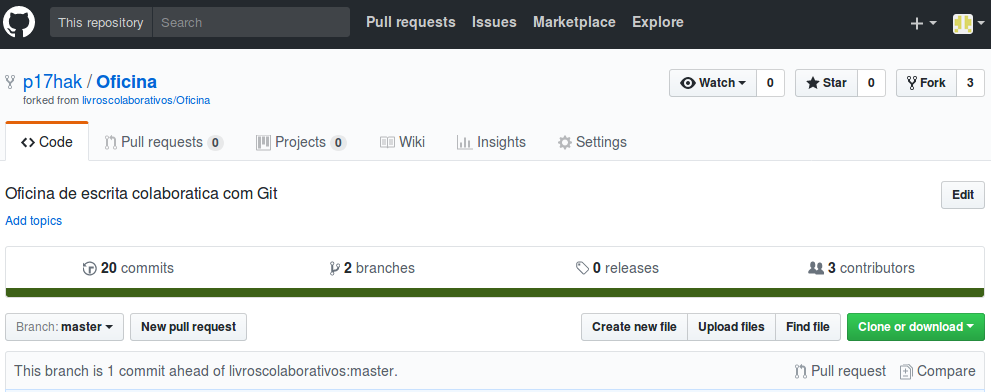 This repository Search Pull requests Issues Marketplace Explore
p17hak / Oficina Watch 0 Star 0 Fork 3
forked from livroscolaborativos/Oficina
Code Pull requests 0 Projects 0 Wiki Insights Settings
Oficina de escrita colaboratica com Git Edit
Add topics
20 commits 2 branches 0 releases 3 contributors
Branch: master New pull request Create new file Upload files Find file Clone or download
This branch is 1 commit ahead of livroscolaborativos:master. Pull request Compare